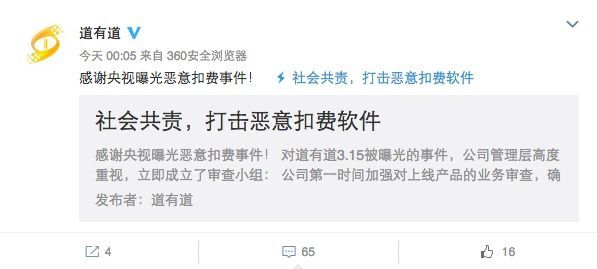 道有道
今天 00:05 来自 360安全浏览器
感谢央视曝光恶意扣费事件！ 社会共责，打击恶意扣费软件
社会共责，打击恶意扣费软件
感谢央视曝光恶意扣费事件！ 对道有道3.15被曝光的事件，公司管理层高度
重视，立即成立了审查小组： 公司第一时间加强对上线产品的业务审查，确
发布者：道有道
4 65 16